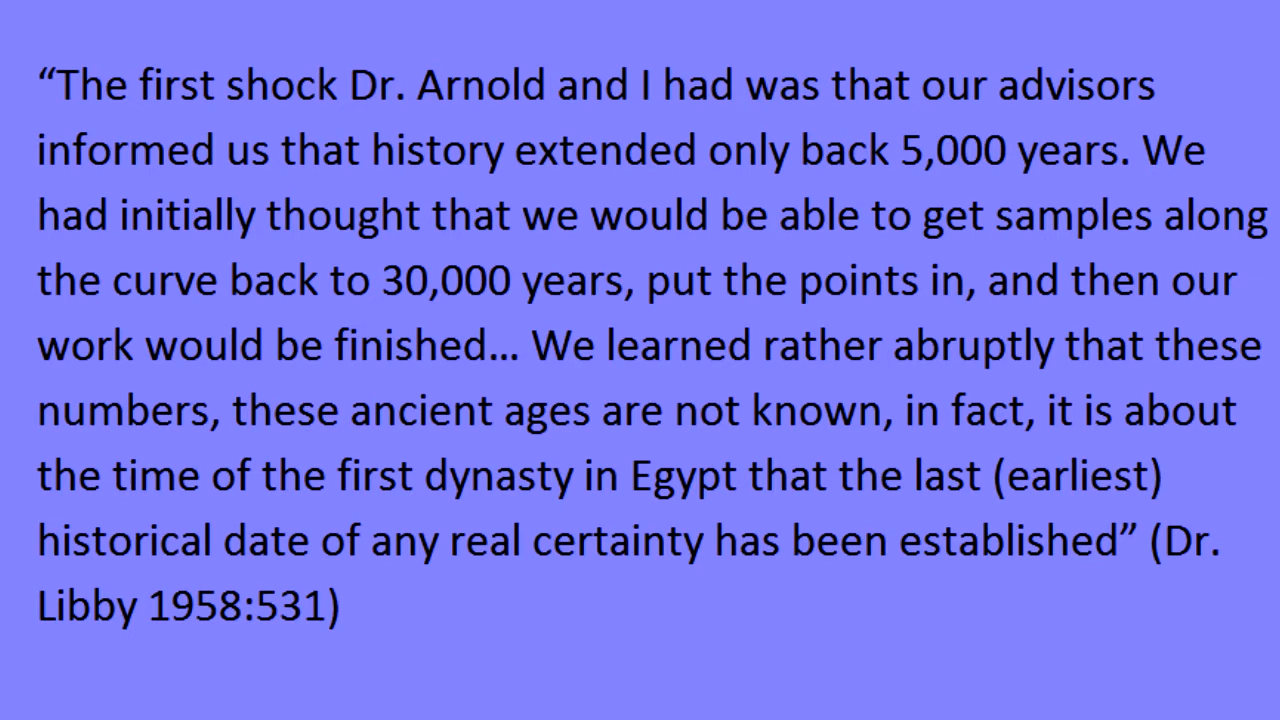 “The first shock Dr. Arnold and I had was that our advisors
informed us that history extended only back 5,000 years. We
had initially thought that we would be able to get samples along
the curve back to 30,000 years, put the points in, and then our
work would be finished… We learned rather abruptly that these
numbers, these ancient ages are not known, in fact, it is about
the time of the first dynasty in Egypt that the last (earliest)
historical date of any real certainty has been established” (Dr.
Libby 1958:531)